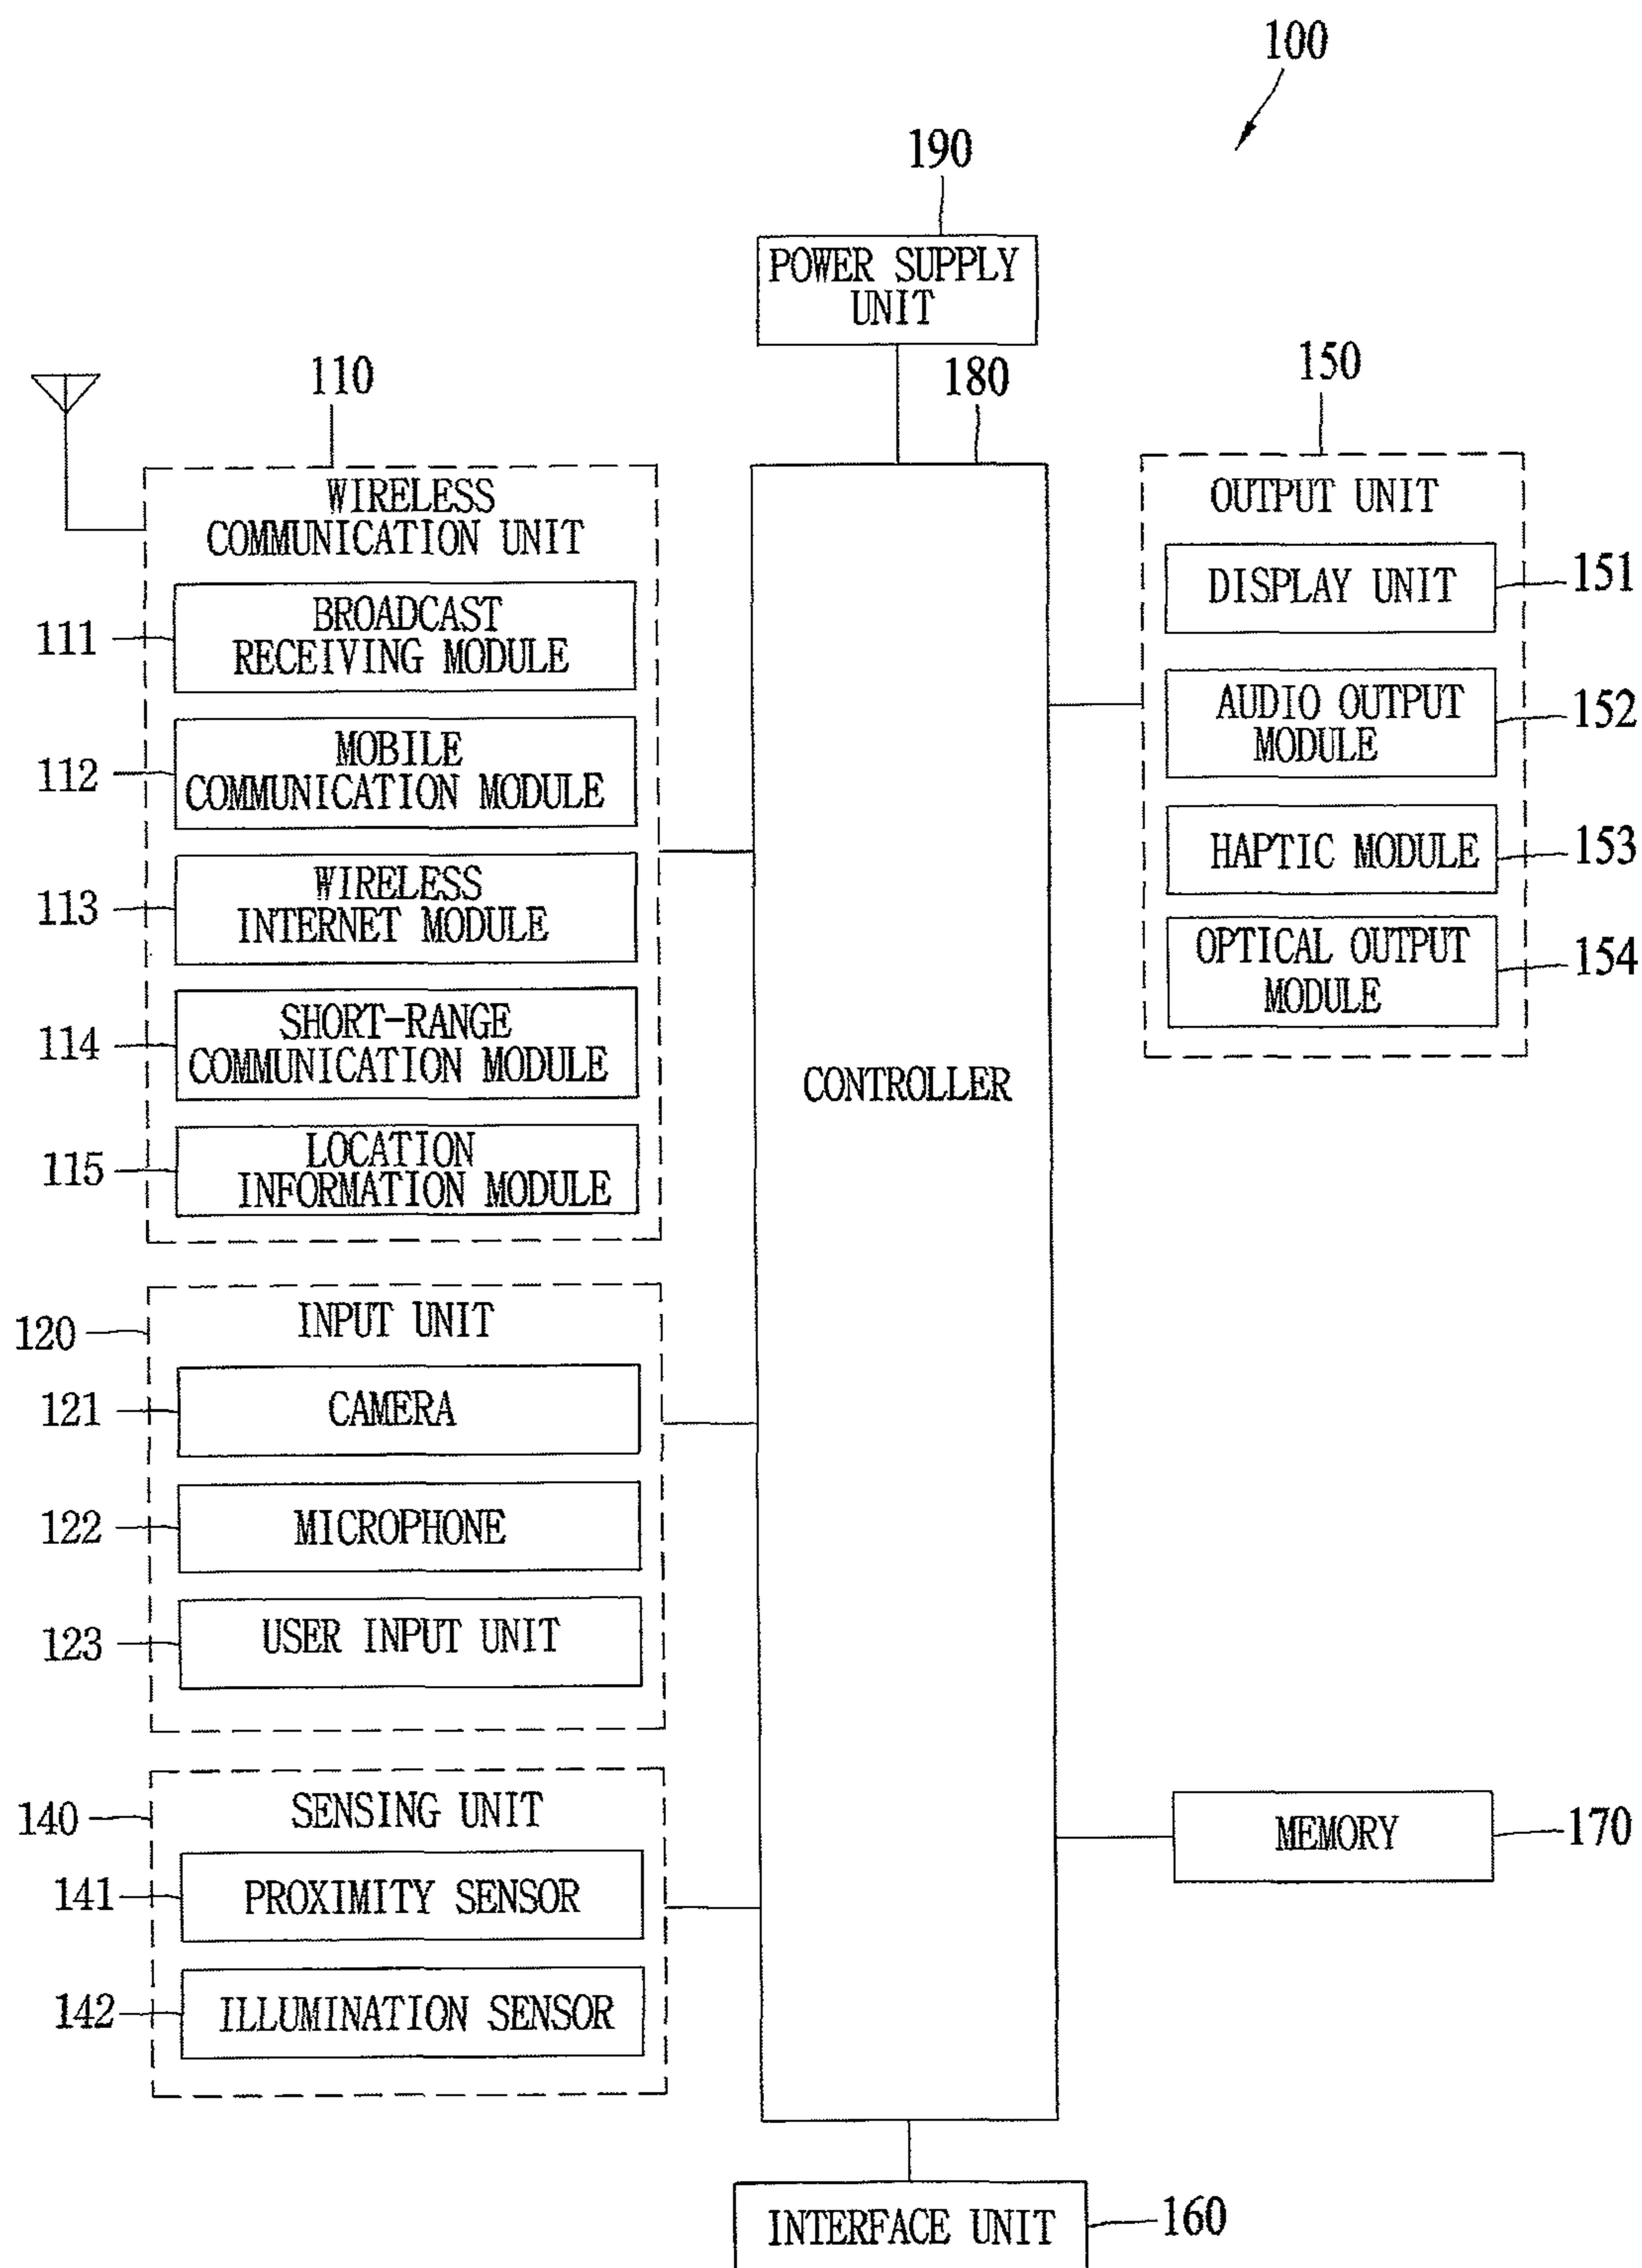 100
190
POWER SUPPLY
UNIT
110
180
150
WIRELESS
COMMUNICATION UNIT
111
BROADCAST
RECEIVING MODULE
112
MOBILE
COMMUNICATION MODULE
113
WIRELESS
INTERNET MODULE
114
SHORT-RANGE
COMMUNICATION MODULE
115
LOCATION
INFORMATION MODULE
120
INPUT UNIT
121
CAMERA
122
MICROPHONE
123
USER INPUT UNIT
140
SENSING UNIT
141
PROXIMITY SENSOR
142
ILLUMINATION SENSOR
CONTROLLER
OUTPUT UNIT
DISPLAY UNIT
151
AUDIO OUTPUT
MODULE
152
HAPTIC MODULE
153
OPTICAL OUTPUT
MODULE
154
MEMORY
170
INTERFACE UNIT
160